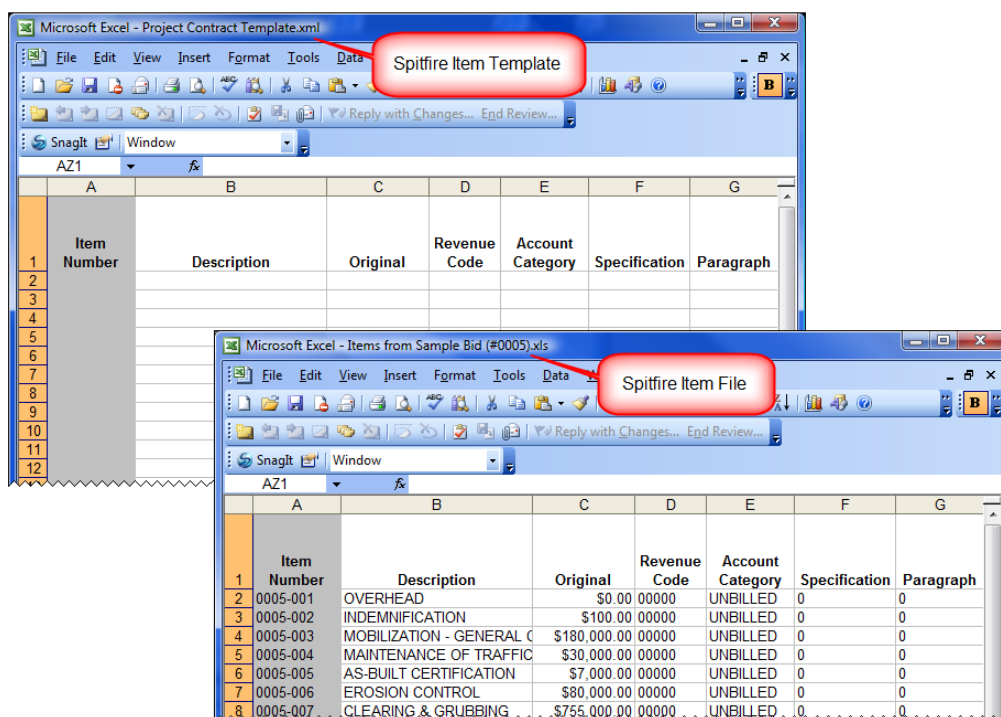 Microsoft Excel - Project Contract Template.xml
Spitfire Item Template
File Edit View Insert Format Tools Data
B
Reply with Changes... End Review...
SnagIt Window
AZ1 fx
A B C D E F G
1 Item Number Description Original Revenue Code Account Category Specification Paragraph
2
3
4
5
6
7
8
9
10
11
12
Microsoft Excel - Items from Sample Bid (#0005).xls
Spitfire Item File
File Edit View Insert Format Tools Data
B
Reply with Changes... End Review...
SnagIt Window
AZ1 fx
A B C D E F G
1 Item Number Description Original Revenue Code Account Category Specification Paragraph
2 0005-001 OVERHEAD $0.00 00000 UNBILLED 0 0
3 0005-002 INDEMNIFICATION $100.00 00000 UNBILLED 0 0
4 0005-003 MOBILIZATION - GENERAL $180,000.00 00000 UNBILLED 0 0
5 0005-004 MAINTENANCE OF TRAFFIC $30,000.00 00000 UNBILLED 0 0
6 0005-005 AS-BUILT CERTIFICATION $7,000.00 00000 UNBILLED 0 0
7 0005-006 EROSION CONTROL $80,000.00 00000 UNBILLED 0 0
8 0005-007 CLEARING & GRUBBING $755,000.00 00000 UNBILLED 0 0